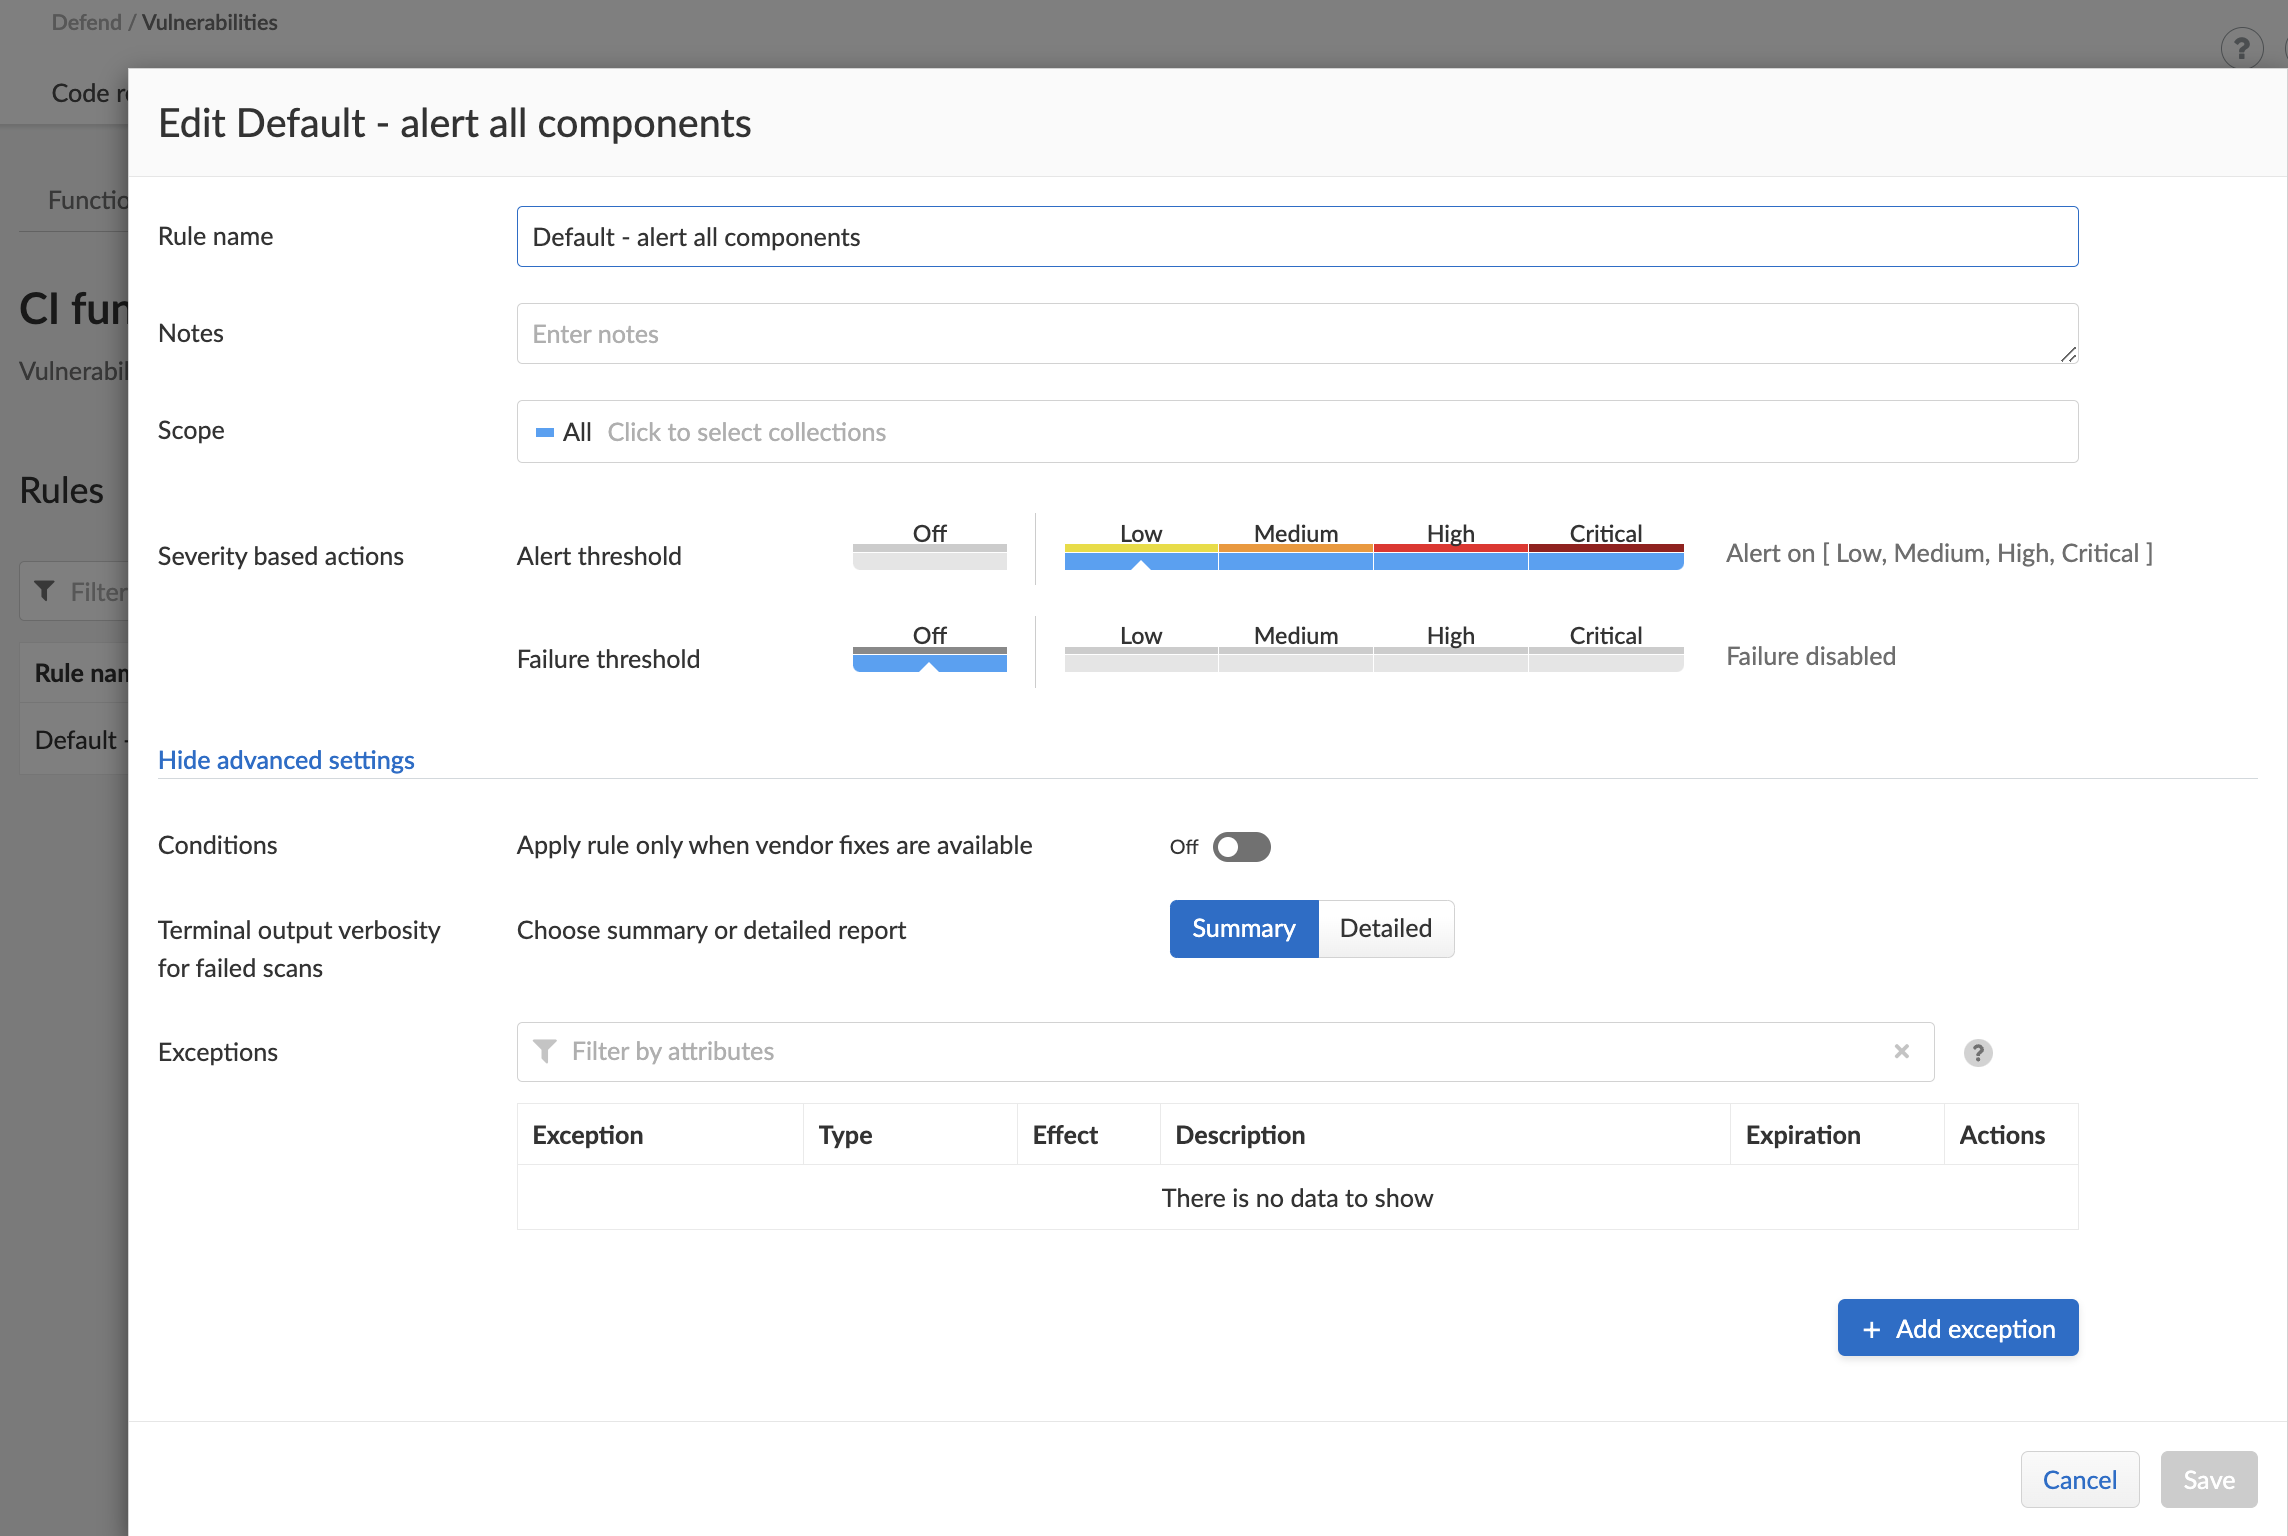 Defend / Vulnerabilities
?
Code re
Edit Default - alert all components
Functio
Rule name
Default - alert all components
CI fun
Notes
Enter notes
Vulnerabil
Scope
All Click to select collections
Rules
Severity based actions
Alert threshold
Off Low Medium High Critical
Alert on [ Low, Medium, High, Critical ]
Filter
Failure threshold
Off Low Medium High Critical
Failure disabled
Rule nam
Default -
Hide advanced settings
Conditions
Apply rule only when vendor fixes are available
Off
Terminal output verbosity
for failed scans
Choose summary or detailed report
Summary Detailed
Exceptions
Filter by attributes
?
Exception Type Effect Description Expiration Actions
There is no data to show
+ Add exception
Cancel Save